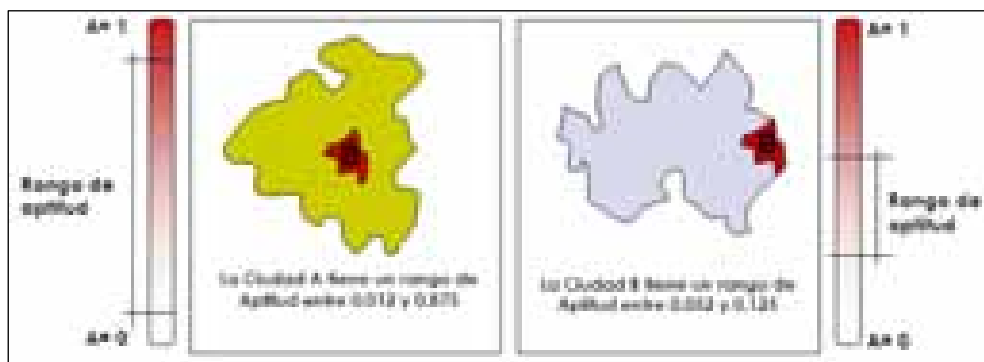 A= 1
Rango de
aptitud
A= 0
La Ciudad A tiene un rango de
Aptitud entre 0.012 y 0.875
La Ciudad B tiene un rango de
Aptitud entre 0.052 y 0.125
A= 1
Rango de
aptitud
A= 0